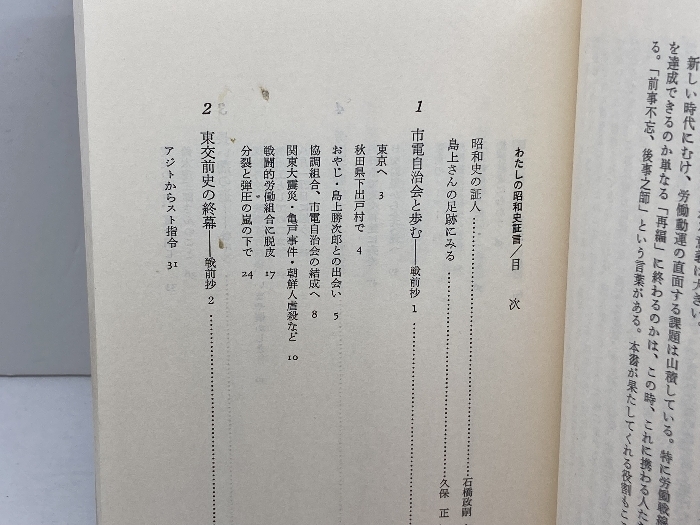 新しい時代にむけ、労働運動の直面する課題は山積している。特に労働戦線
を達成できるのか単なる「再編」に終わるのかは、この時、これに携わる人た
る。「前事不忘、後事之師」という言葉がある。本書が果たしてくれる役割もこ
わたしの昭和史証言/目 次
昭和史の証人 石橋政嗣
島上さんの足跡にみる 久保 正
1 市電自治会と歩む——戦前抄1
東京へ 3
秋田県下出戸村で 4
おやじ・島上勝次郎との出会い 5
協調組合、市電自治会の結成へ 8
関東大震災・亀戸事件・朝鮮人虐殺など 10
戦闘的労働組合に脱皮 17
分裂と弾圧の嵐の下で 24
2 東交前史の終幕——戦前抄2
アジトからスト指令 31